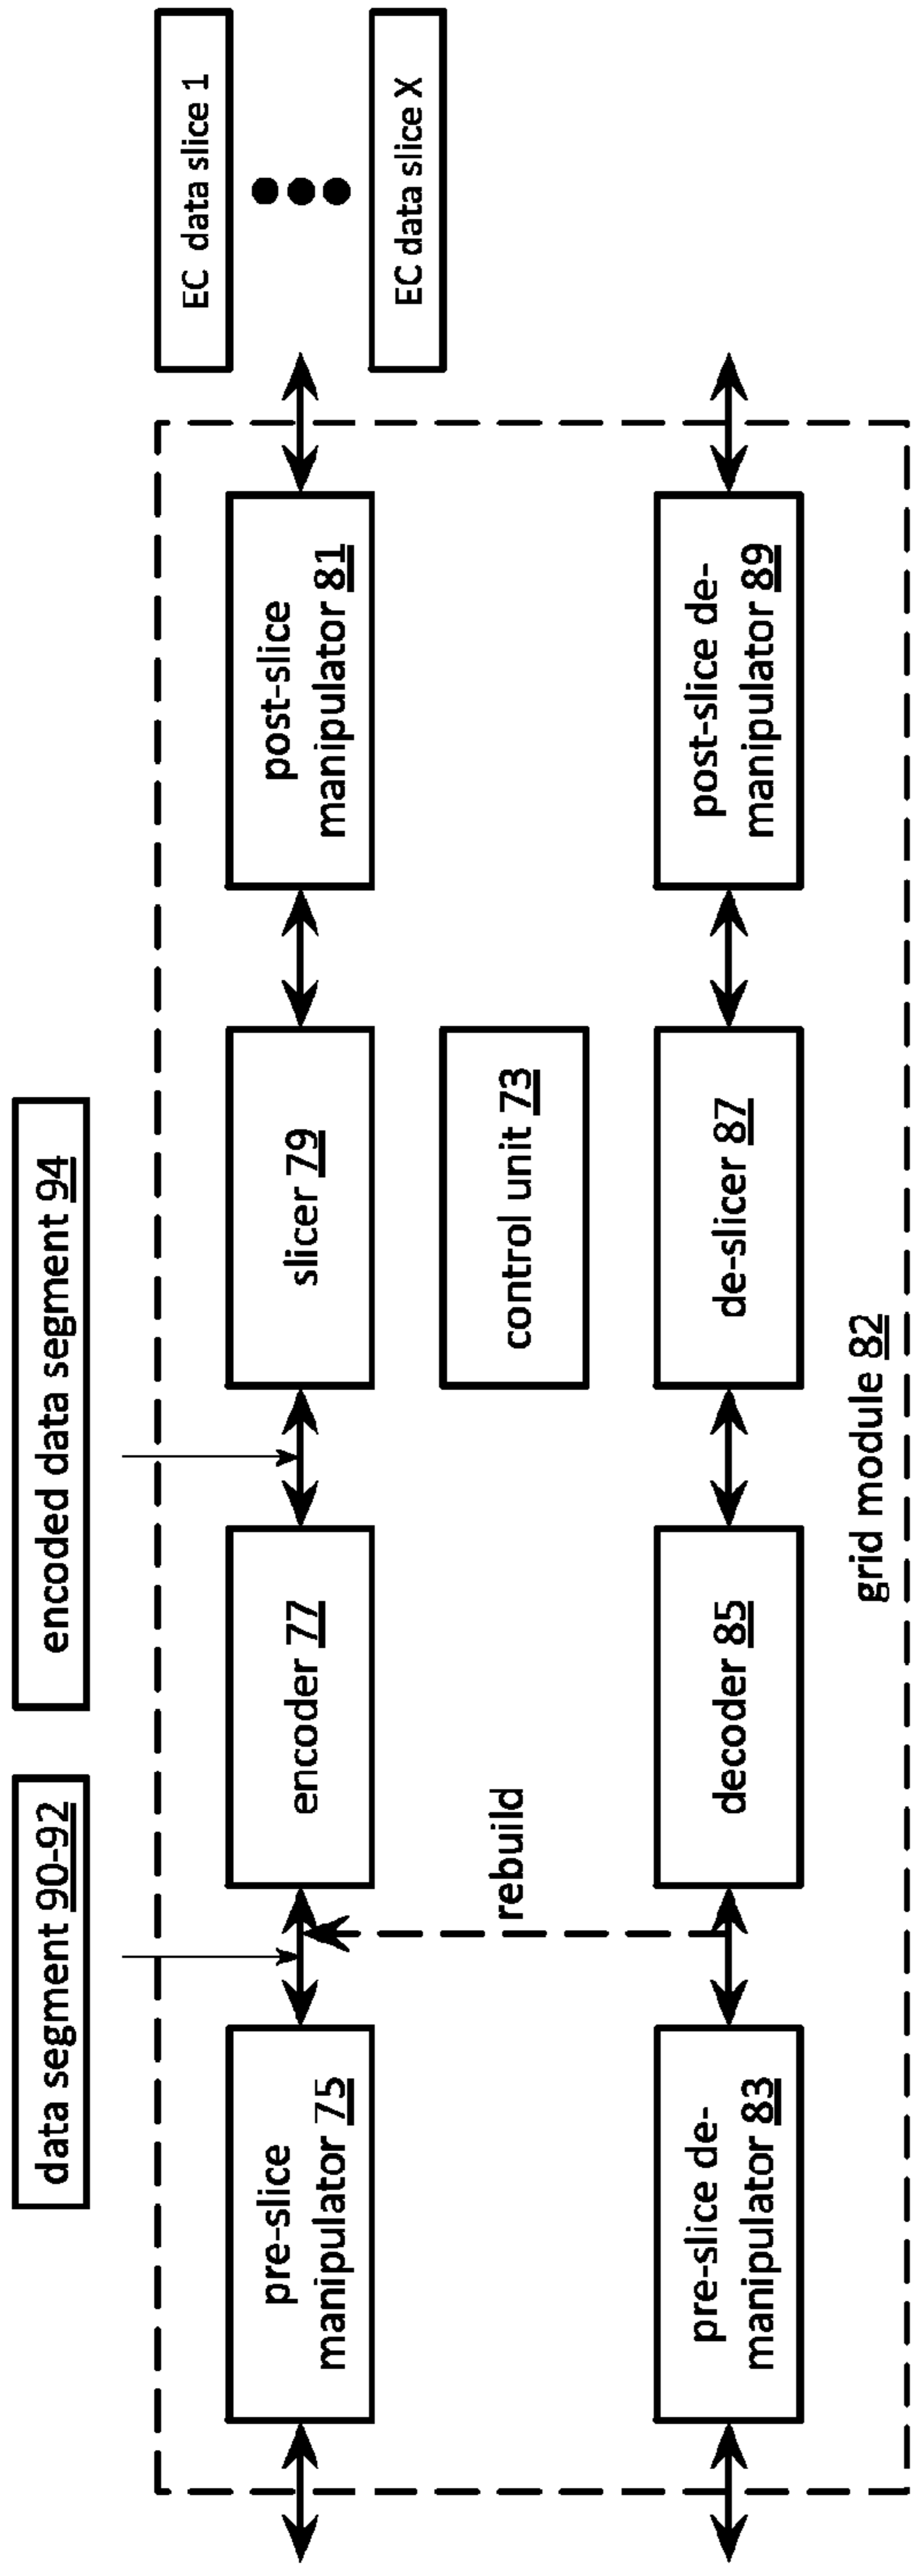 data segment 90-92
encoded data segment 94
EC data slice 1
EC data slice X
pre-slice
manipulator 75
encoder 77
slicer 79
post-slice
manipulator 81
rebuild
control unit 73
pre-slice de-
manipulator 83
decoder 85
de-slicer 87
post-slice de-
manipulator 89
grid module 82